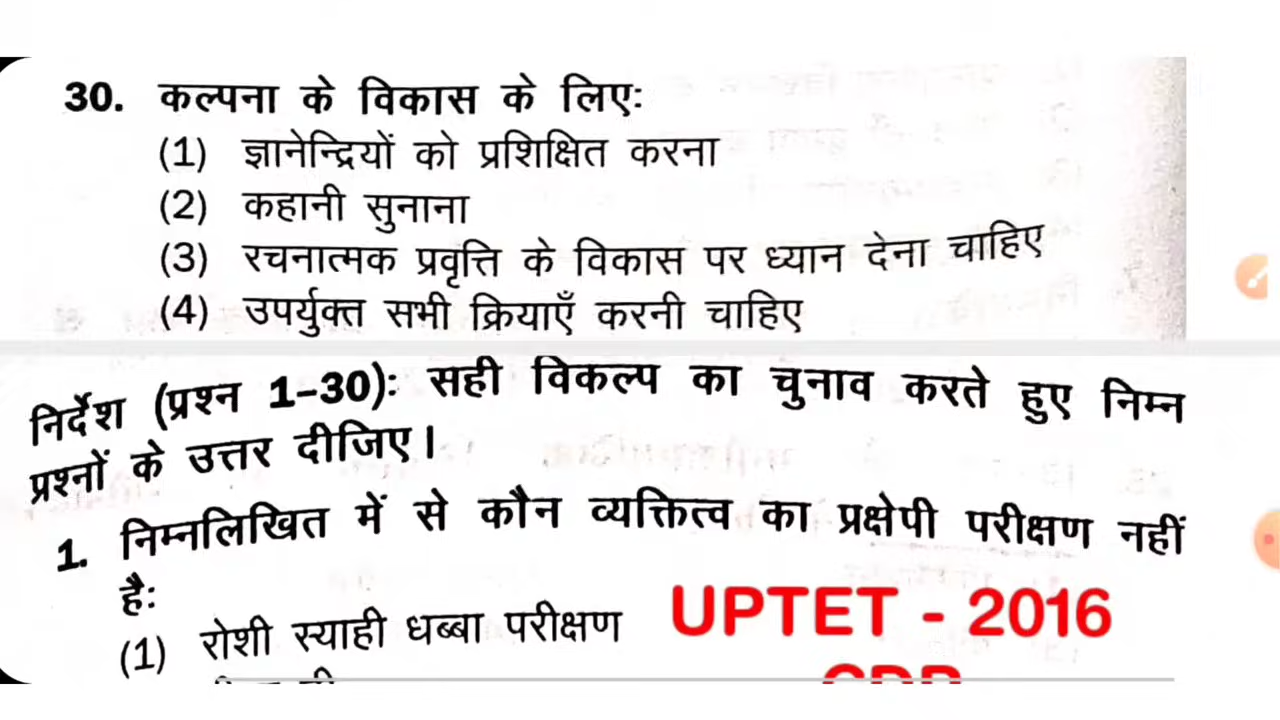 30. कल्पना के विकास के लिएः
(1) ज्ञानेन्द्रियों को प्रशिक्षित करना
(2) कहानी सुनाना
(3) रचनात्मक प्रवृत्ति के विकास पर ध्यान देना चाहिए
(4) उपर्युक्त सभी क्रियाएँ करनी चाहिए
निर्देश (प्रश्न 1–30)ः सही विकल्प का चुनाव करते हुए निम्न
प्रश्नों के उत्तर दीजिए।
1. निम्नलिखित में से कौन व्यक्तित्व का प्रक्षेपी परीक्षण नहीं
हैः
(1) रोशी स्याही धब्बा परीक्षण
UPTET - 2016